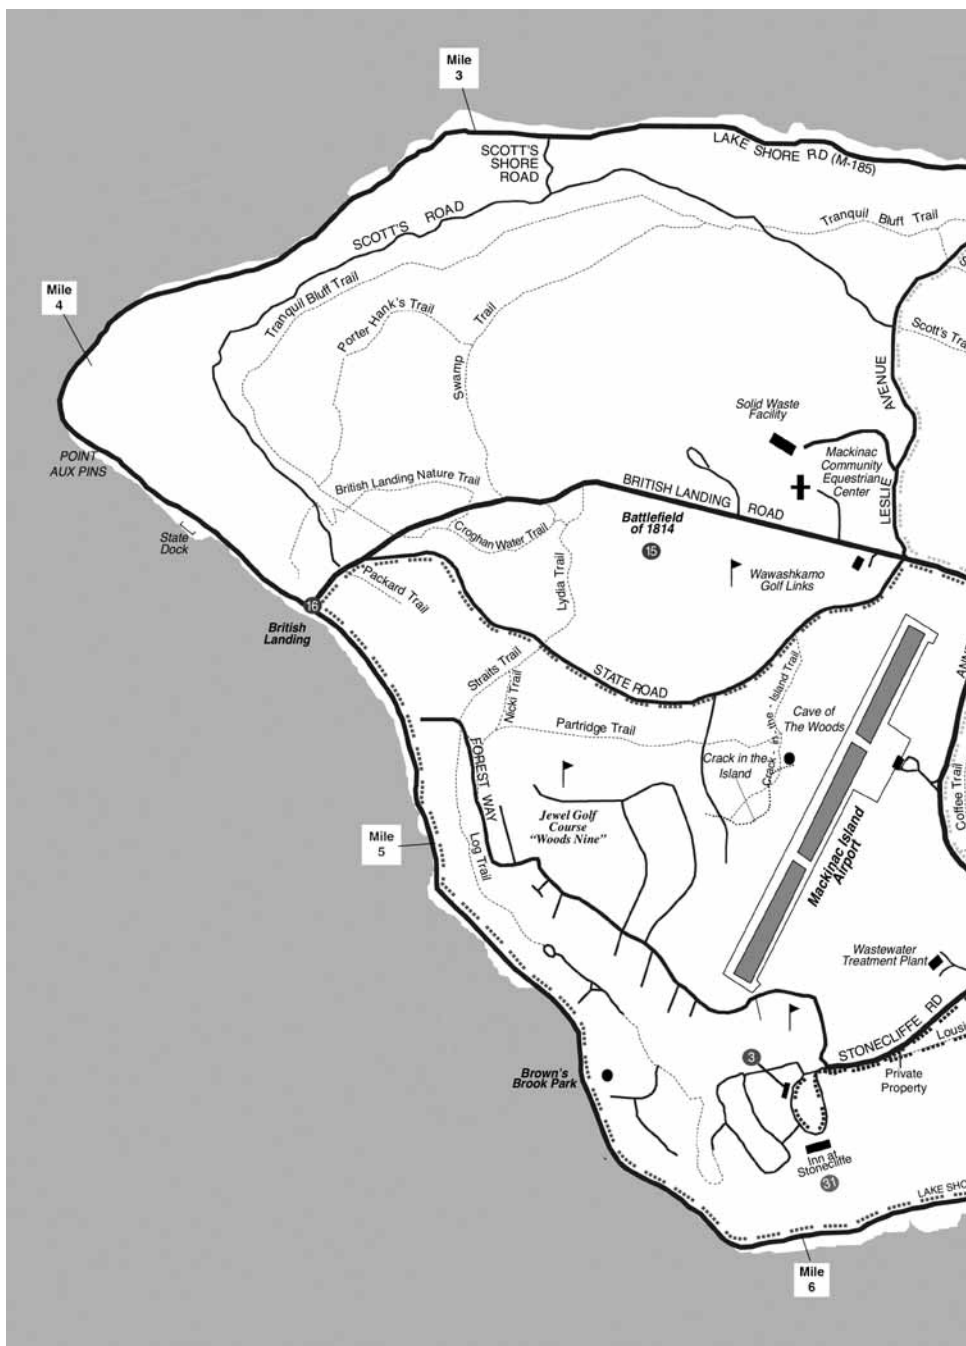 Mile
3
SCOTT'S
SHORE
ROAD
LAKE SHORE RD (M-185)
SCOTT'S ROAD
Tranquil Bluff Trail
Mile
4
Tranquil Bluff Trail
Porter Hank's Trail
Swamp Trail
AVENUE
LESLIE
Solid Waste
Facility
Mackinac
Community
Equestrian
Center
POINT
AUX PINS
British Landing Nature Trail
BRITISH LANDING
ROAD
State
Dock
Croghan Water Trail
Battlefield
of 1814
15
Lydia Trail
Wawashkamo
Golf Links
Packard Trail
16
British
Landing
Straits Trail
Nicki Trail
STATE ROAD
Crack - in - the - Island Trail
Partridge Trail
Cave of
The Woods
Crack in the
Island
FOREST WAY
Jewel Golf
Course
“Woods Nine”
Mile
5
Log Trail
Mackinac Island
Airport
Coffee Trail
Wastewater
Treatment Plant
STONECLIFFE RD
3
Brown's
Brook Park
Private
Property
Inn at
Stonecliffe
31
Mile
6